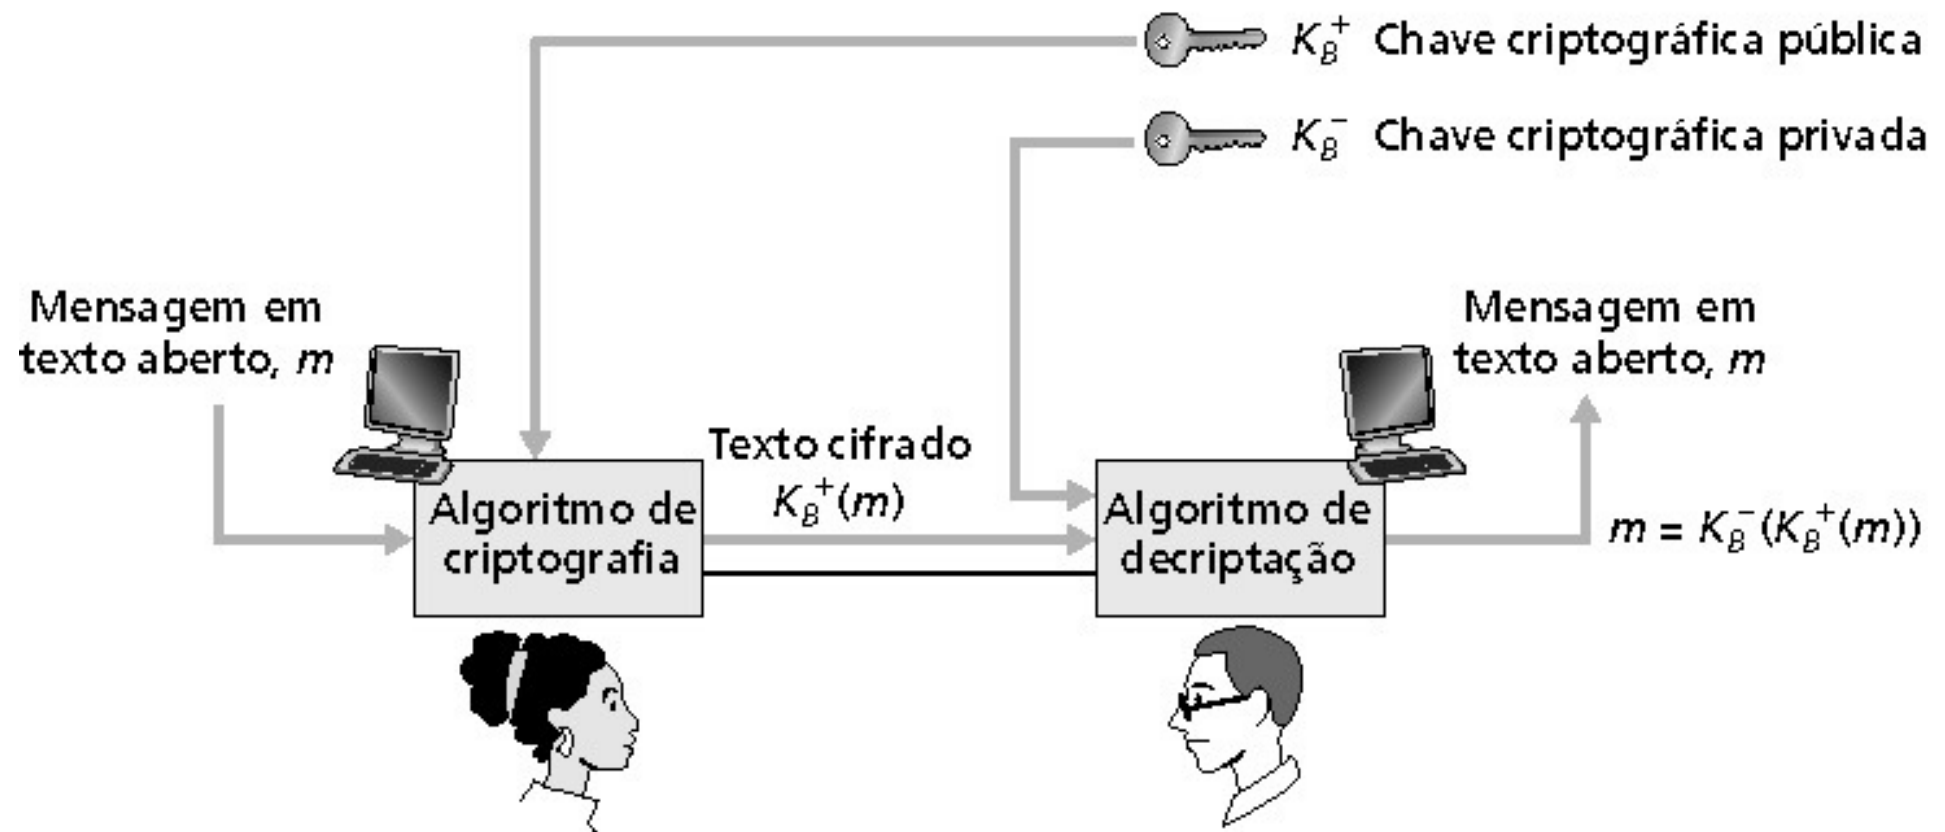 K_B^+ Chave criptográfica pública
K_B^- Chave criptográfica privada
Mensagem em
texto aberto, m
Mensagem em
texto aberto, m
Texto cifrado
K_B^+(m)
Algoritmo de
criptografia
Algoritmo de
decriptação
m = K_B^-(K_B^+(m))